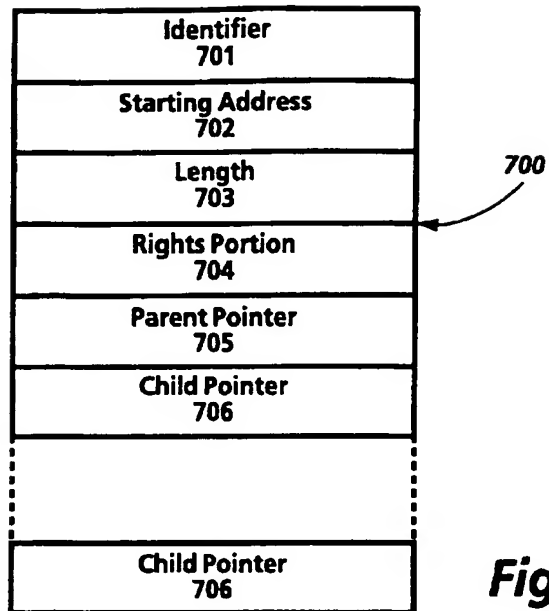 Identifier
701
Starting Address
702
Length
703
700
Rights Portion
704
Parent Pointer
705
Child Pointer
706
Child Pointer
706
Fig